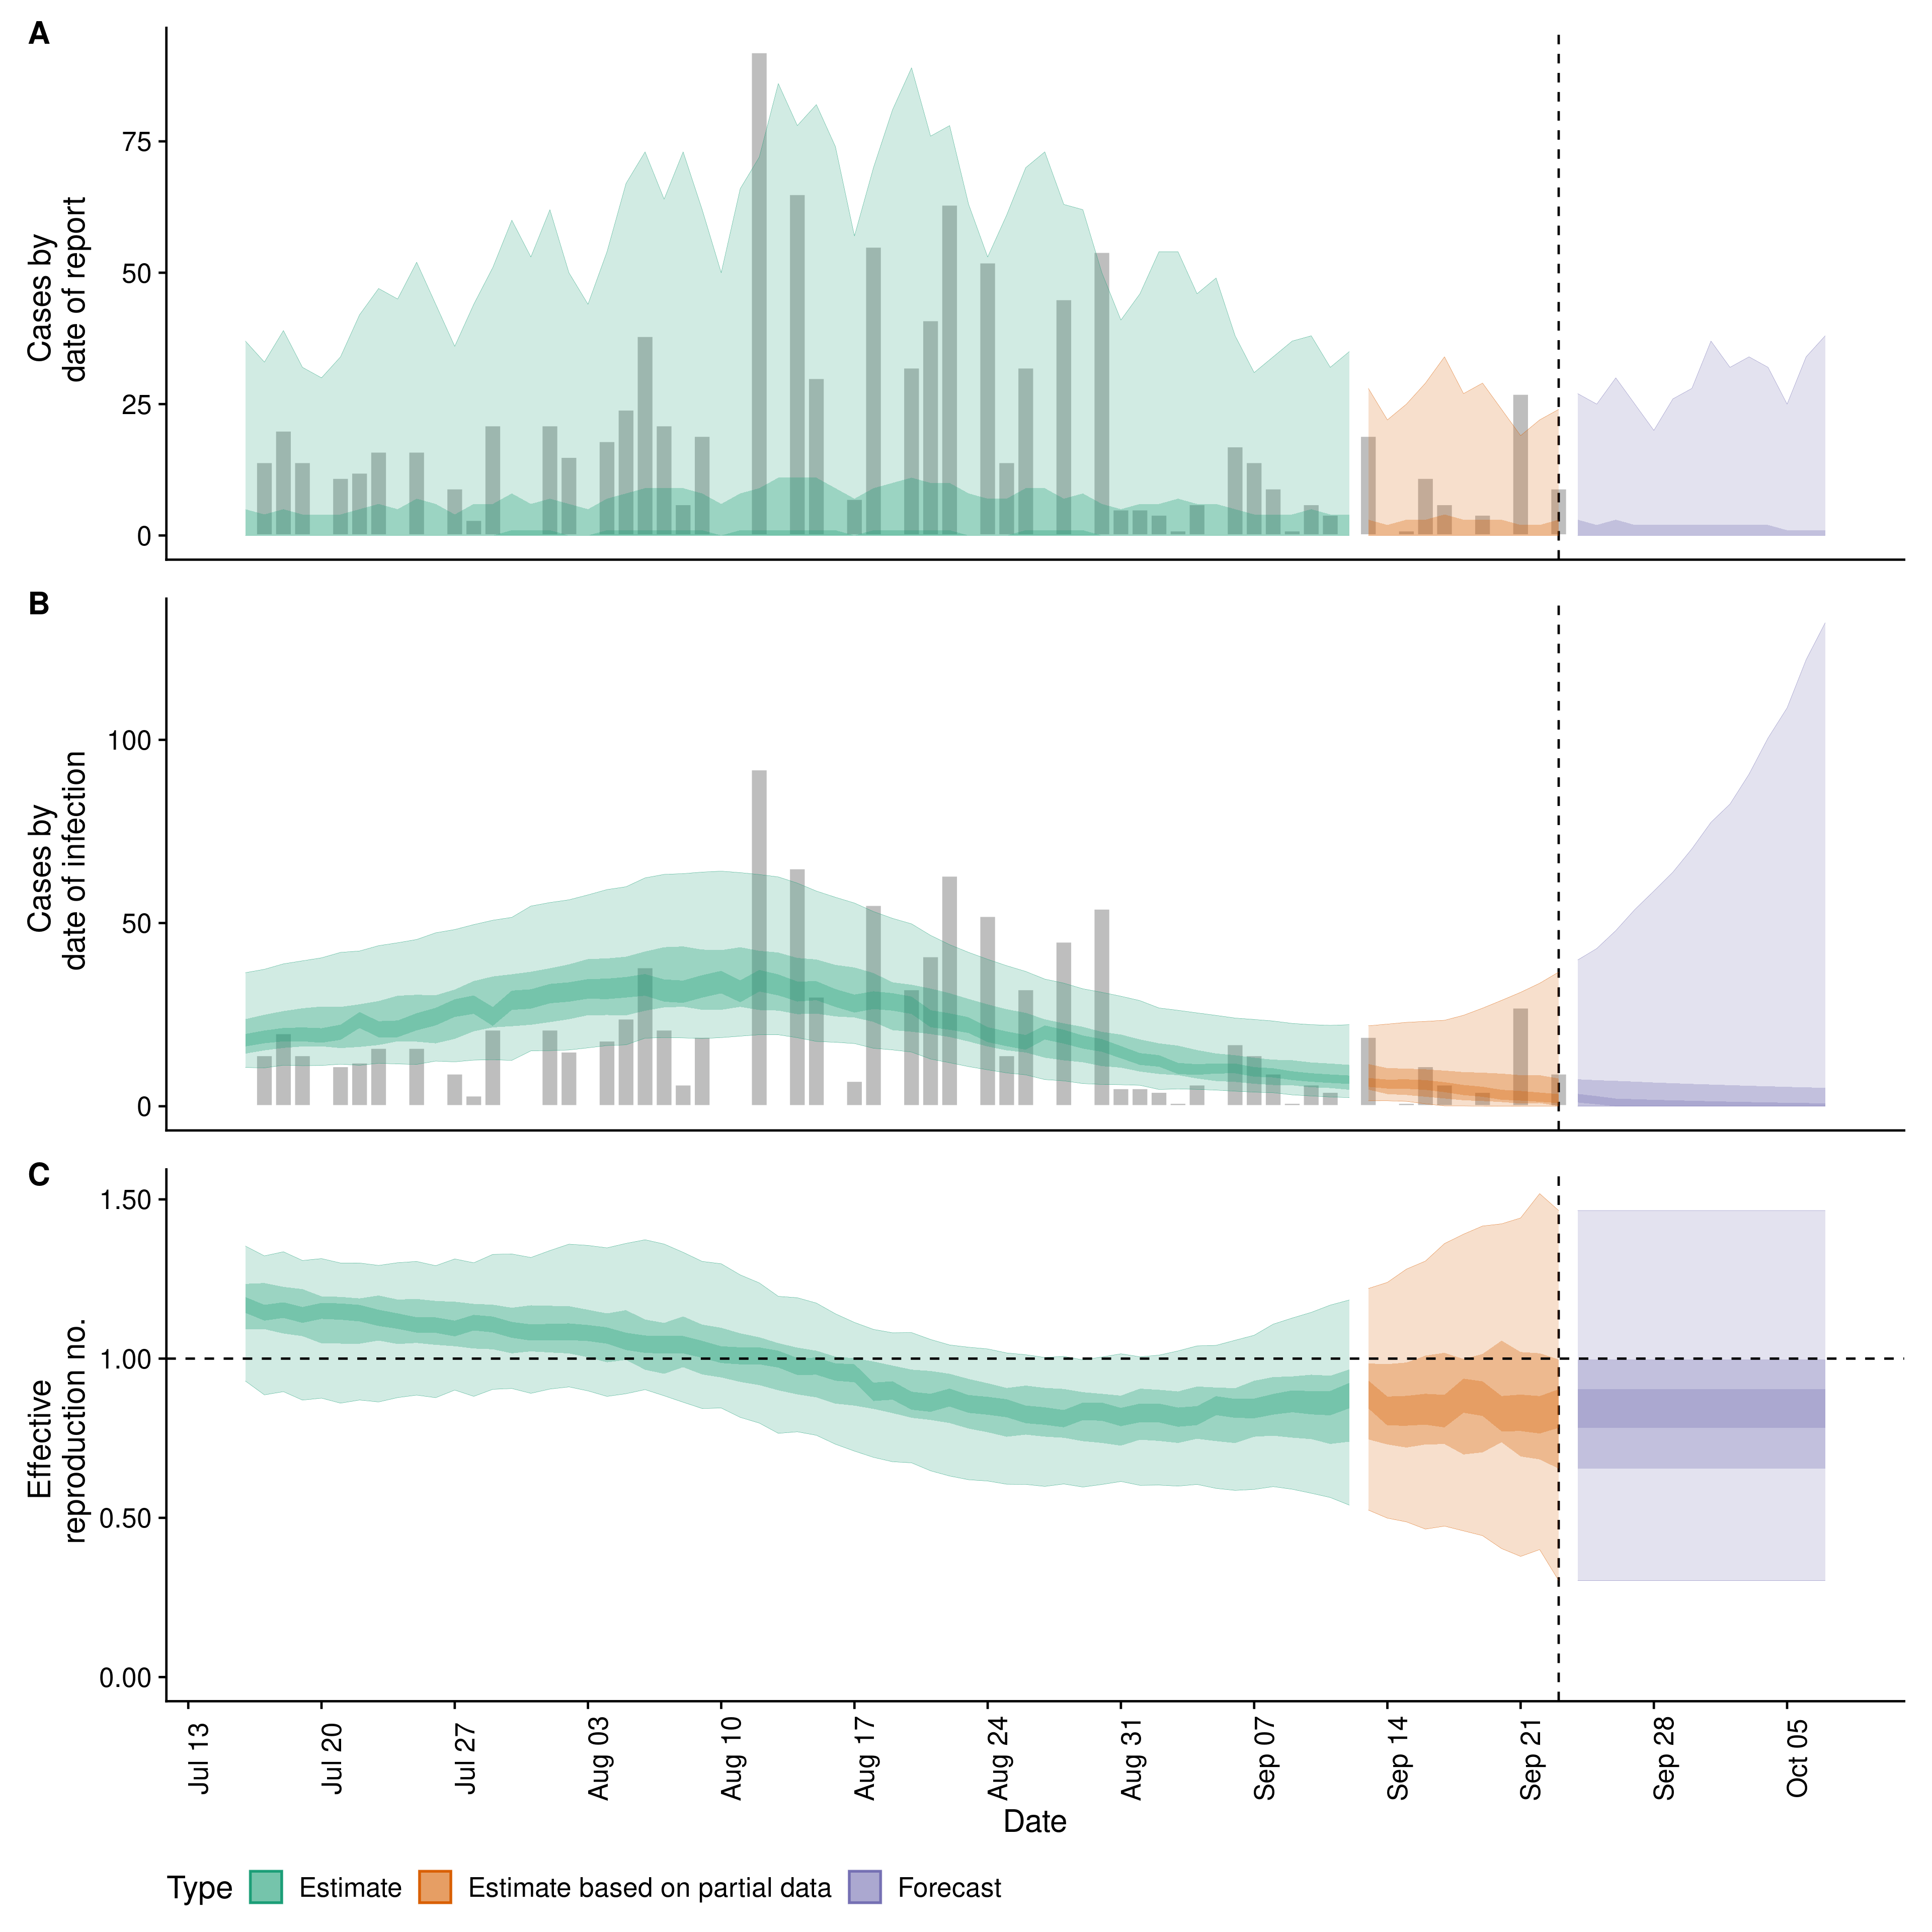 A
Cases by
date of report
75
50
25
0
B
Cases by
date of infection
100
50
0
C
Effective
reproduction no.
1.50
1.00
0.50
0.00
Jul 13
Jul 20
Jul 27
Aug 03
Aug 10
Aug 17
Aug 24
Aug 31
Sep 07
Sep 14
Sep 21
Sep 28
Oct 05
Date
Type Estimate Estimate based on partial data Forecast